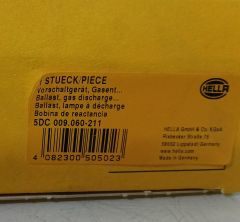 STUECK/PIECE
Vorschaltgerät, Gasent...
Ballast, gas discharge...
Ballast, lampe à décharge
Bobina de reactancia
5DC 009.060-211
4 082300 505023 >
HELLA
HELLA GmbH & Co. KGaA
Rixbecker Straße 75
59552 Lippstadt/Germany
www.hella.com
Made in Germany